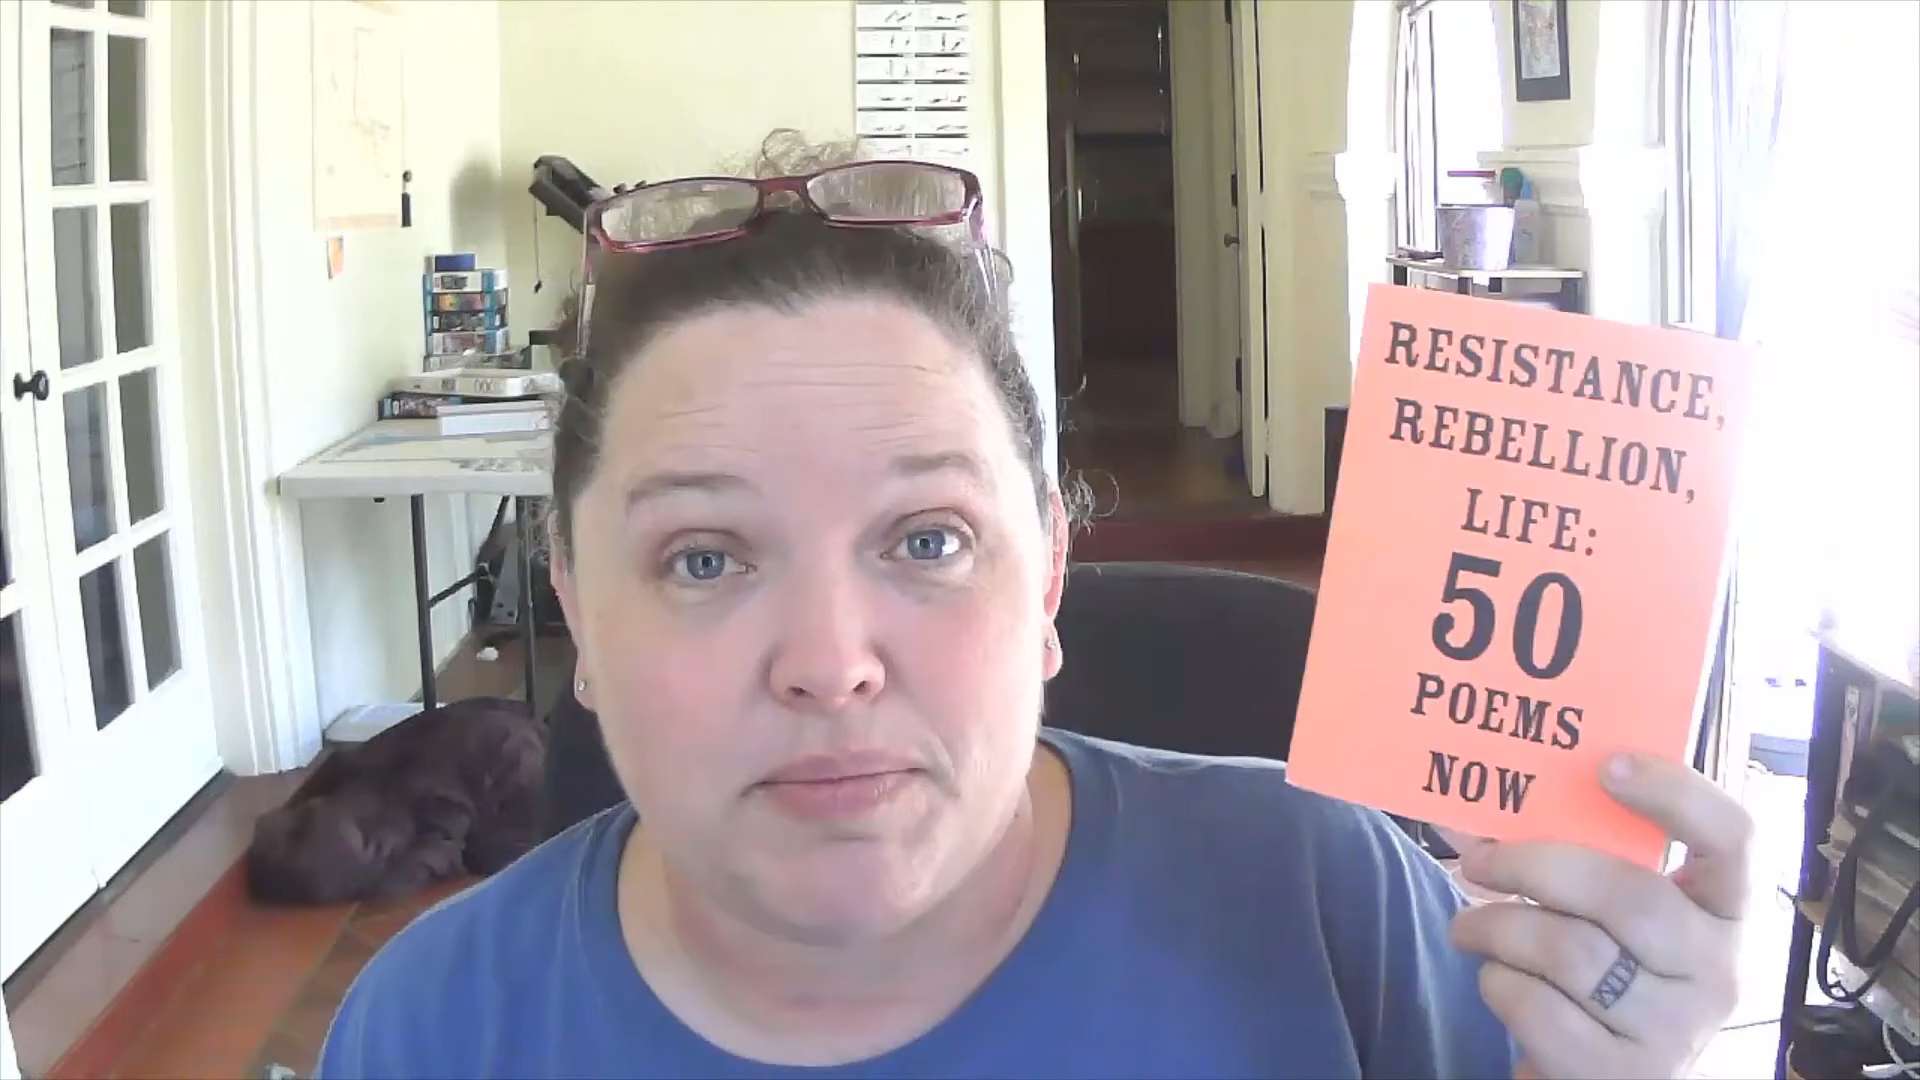 RESISTANCE,
REBELLION,
LIFE:
50
POEMS
NOW